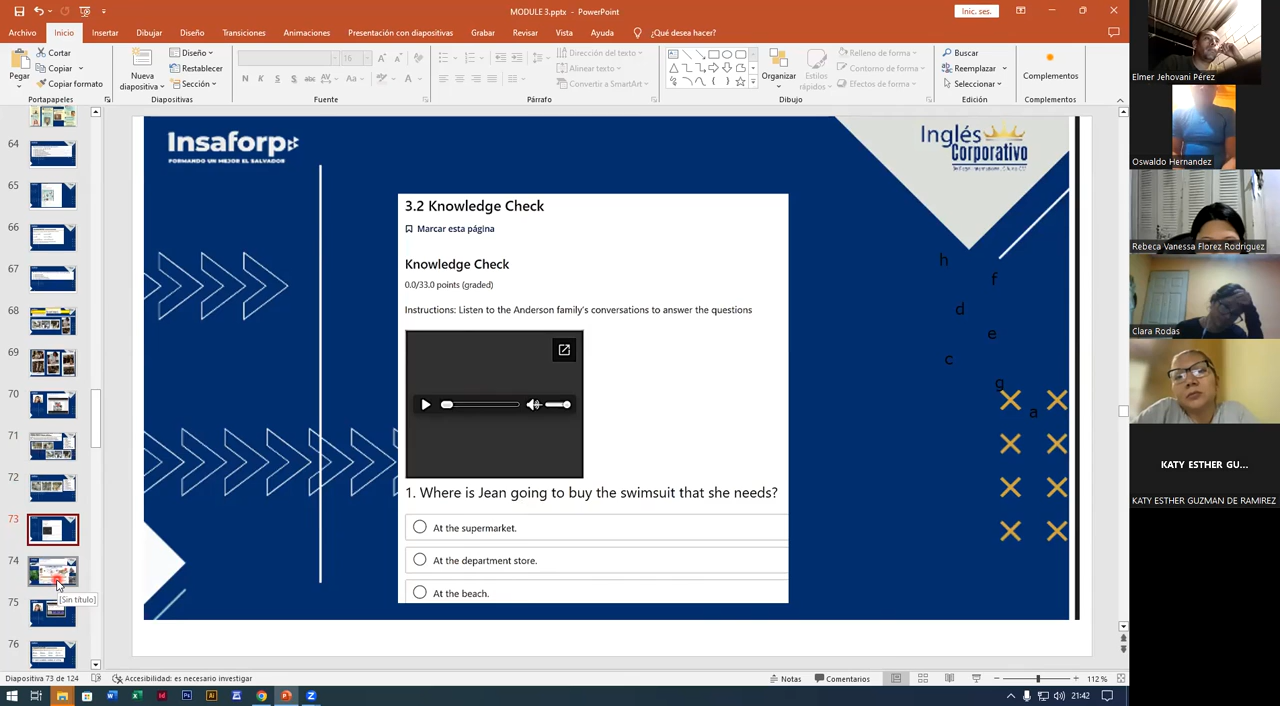 MODULE 3.pptx - PowerPoint
Inic. ses.
Archivo Inicio Insertar Dibujar Diseño Transiciones Animaciones Presentación con diapositivas Grabar Revisar Vista Ayuda ¿Qué desea hacer?
Pegar
Cortar
Copiar
Copiar formato
Portapapeles
Nueva diapositiva
Diseño
Restablecer
Sección
Diapositivas
16
N K S S ab AV Aa A
Fuente
Dirección del texto
Alinear texto
Convertir a SmartArt
Párrafo
Organizar
Estilos rápidos
Relleno de forma
Contorno de forma
Efectos de forma
Dibujo
Buscar
Reemplazar
Seleccionar
Edición
Complementos
Complementos
64
65
67
68
69
70
71
72
73
74
[Sin título]
75
76
Insaforp
FORMANDO UN MEJOR EL SALVADOR
Inglés
Corporativo
3.2 Knowledge Check
Marcar esta página
Knowledge Check
0.0/33.0 points (graded)
Instructions: Listen to the Anderson family's conversations to answer the questions
1. Where is Jean going to buy the swimsuit that she needs?
At the supermarket.
At the department store.
At the beach.
h
f
d
e
c
g
a
Elmer Jehovani Pérez
Oswaldo Hernandez
Rebeca Vanessa Florez Rodriguez
Clara Rodas
KATY ESTHER GU...
KATY ESTHER GUZMAN DE RAMIREZ
Diapositiva 73 de 124 Accesibilidad: es necesario investigar Notas Comentarios 112 %
21:42